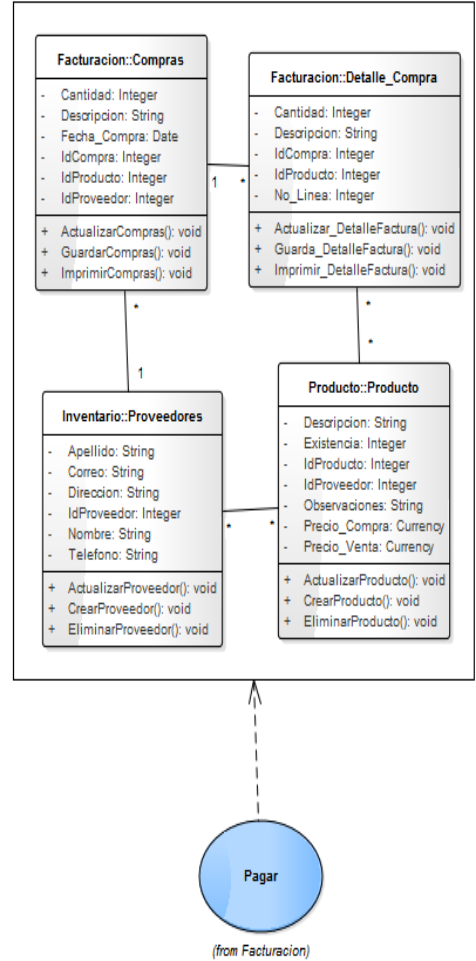 Facturacion::Compras
- Cantidad: Integer
- Descripcion: String
- Fecha_Compra: Date
- IdCompra: Integer
- IdProducto: Integer
- IdProveedor: Integer
+ ActualizarCompras(): void
+ GuardarCompras(): void
+ ImprimirCompras(): void
Facturacion::Detalle_Compra
- Cantidad: Integer
- Descripcion: String
- IdCompra: Integer
- IdProducto: Integer
- No_Linea: Integer
+ Actualizar_DetalleFactura(): void
+ Guarda_DetalleFactura(): void
+ Imprimir_DetalleFactura(): void
1 *
*
1
*
*
Inventario::Proveedores
- Apellido: String
- Correo: String
- Direccion: String
- IdProveedor: Integer
- Nombre: String
- Telefono: String
+ ActualizarProveedor(): void
+ CrearProveedor(): void
+ EliminarProveedor(): void
* *
Producto::Producto
- Descripcion: String
- Existencia: Integer
- IdProducto: Integer
- IdProveedor: Integer
- Observaciones: String
- Precio_Compra: Currency
- Precio_Venta: Currency
+ ActualizarProducto(): void
+ CrearProducto(): void
+ EliminarProducto(): void
Pagar
(from Facturacion)